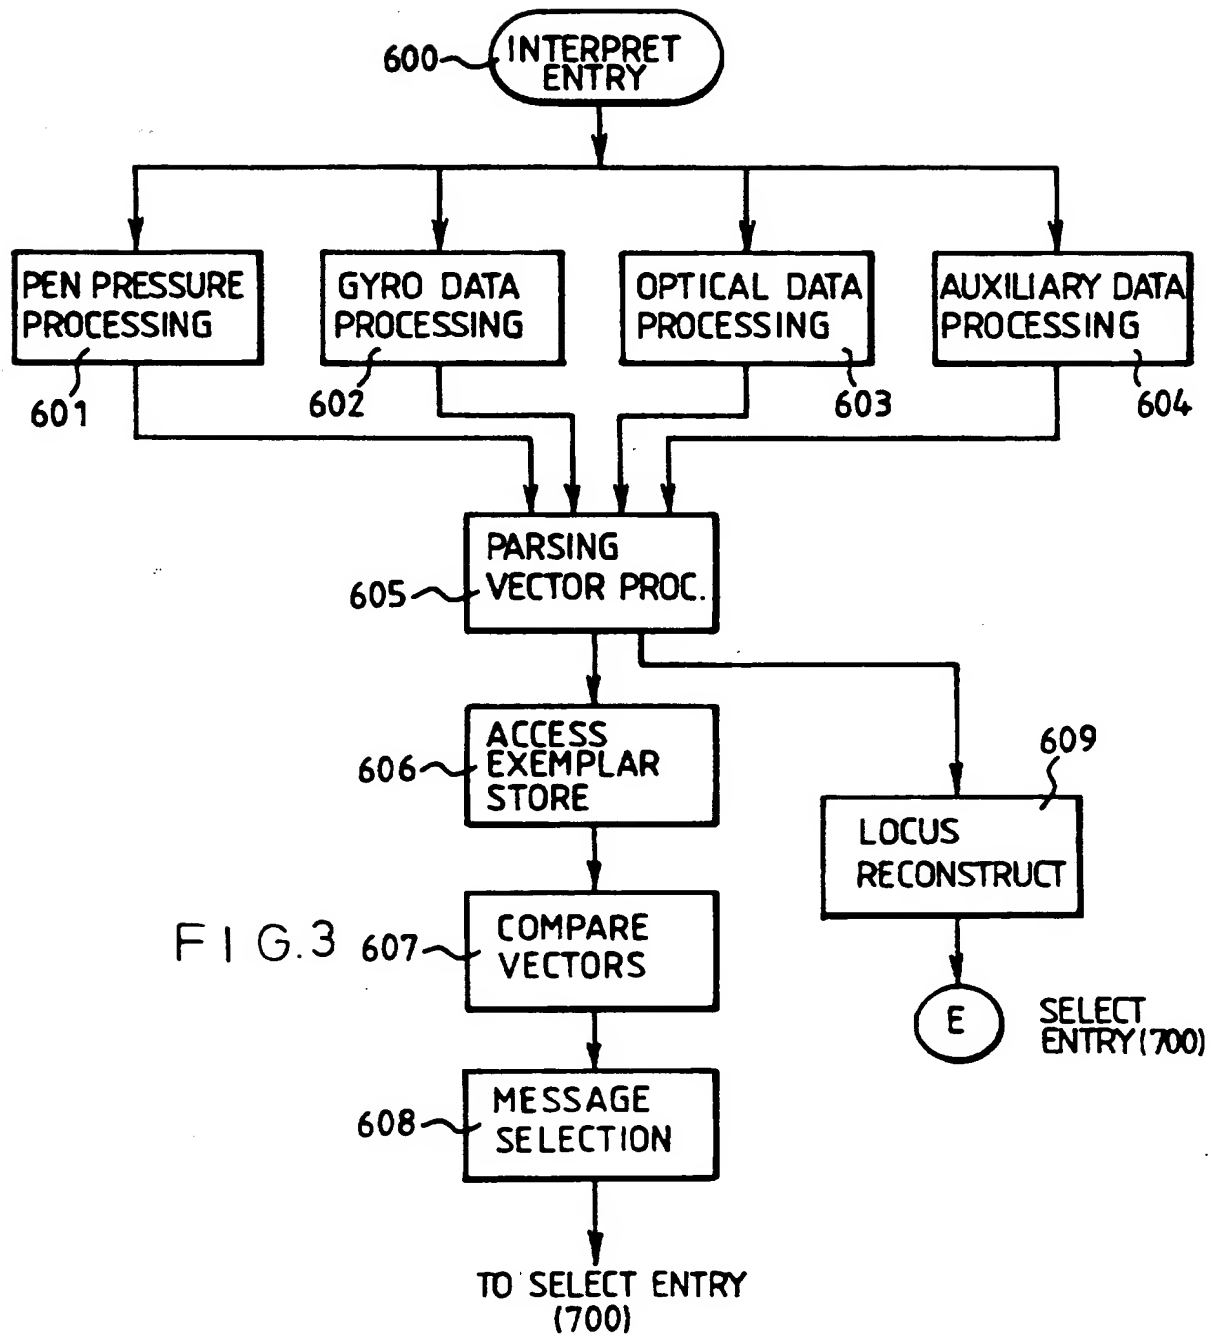 600
INTERPRET
ENTRY
PEN PRESSURE
PROCESSING
GYRO DATA
PROCESSING
OPTICAL DATA
PROCESSING
AUXILIARY DATA
PROCESSING
601
602
603
604
PARSING
VECTOR PROC.
605
ACCESS
EXEMPLAR
STORE
606
609
LOCUS
RECONSTRUCT
FIG.3
607
COMPARE
VECTORS
E
SELECT
ENTRY(700)
608
MESSAGE
SELECTION
TO SELECT ENTRY
(700)